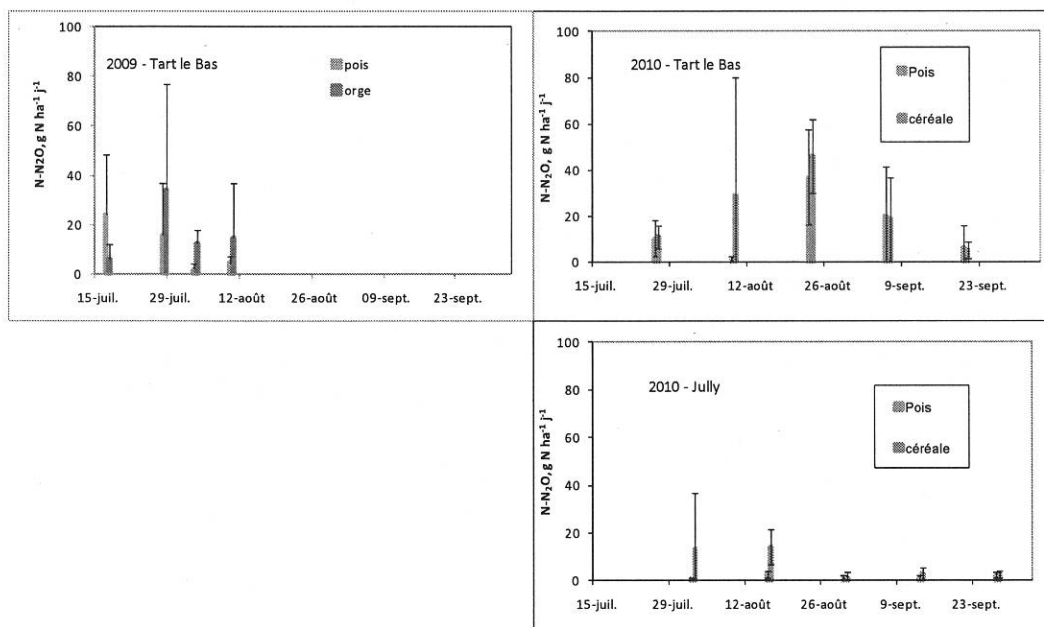 100
80
60
40
20
0
N-N2O, g N ha⁻¹ j⁻¹
2009 - Tart le Bas
pois
orge
15-juil.
29-juil.
12-août
26-août
09-sept.
23-sept.
100
80
60
40
20
0
N-N₂O, g N ha⁻¹ j⁻¹
2010 - Tart le Bas
Pois
céréale
15-juil.
29-juil.
12-août
26-août
9-sept.
23-sept.
100
80
60
40
20
0
N-N₂O, g N ha⁻¹ j⁻¹
2010 - Jully
Pois
céréale
15-juil.
29-juil.
12-août
26-août
9-sept.
23-sept.